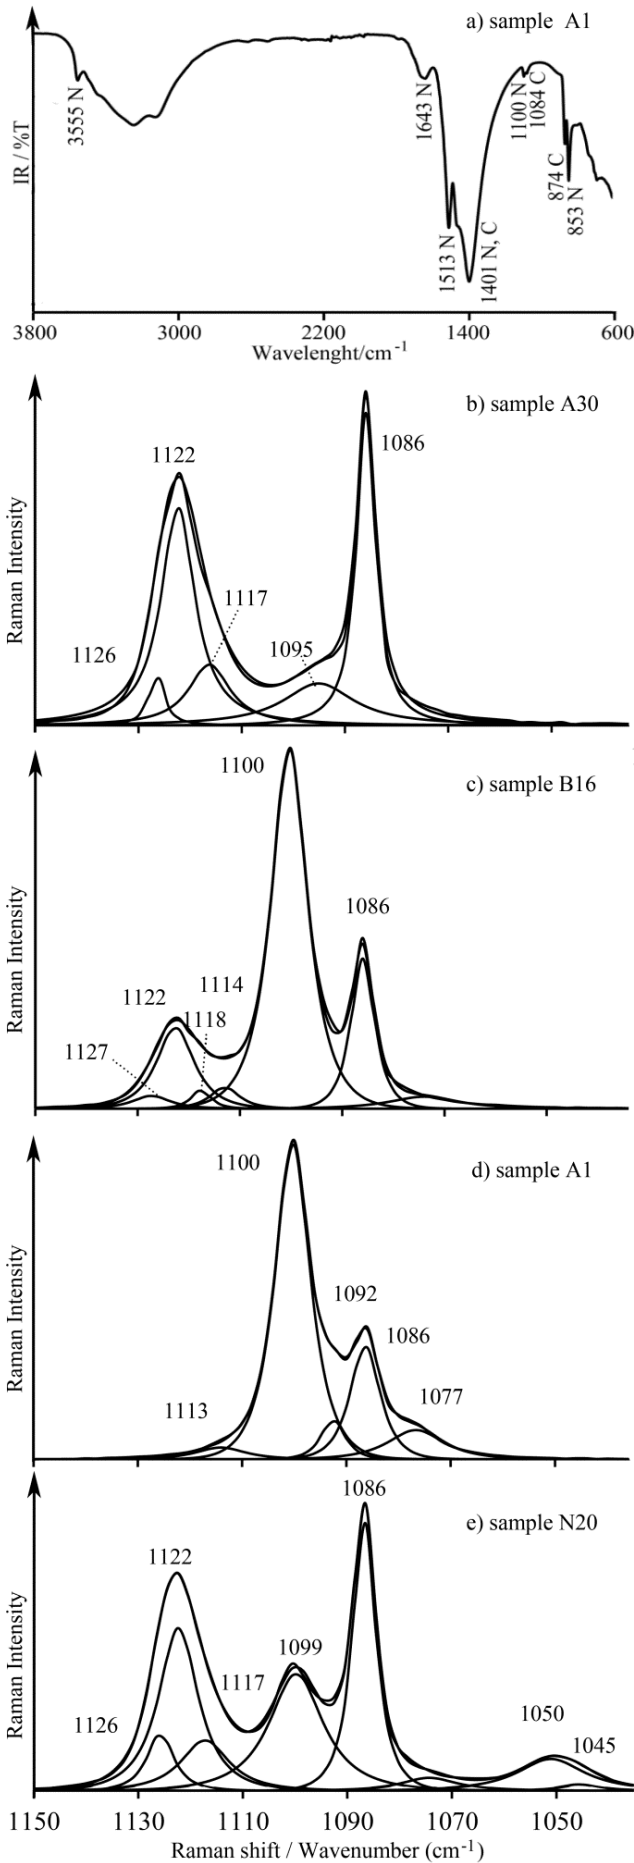 a) sample A1
IR / %T
3555 N
1643 N
1513 N
1401 N, C
1100 N
1084 C
874 C
853 N
3800 3000 2200 1400 600
Wavelenght/cm-1
b) sample A30
Raman Intensity
1122
1086
1117
1126
1095
c) sample B16
Raman Intensity
1100
1086
1122
1114
1118
1127
d) sample A1
Raman Intensity
1100
1092
1086
1113
1077
e) sample N20
Raman Intensity
1086
1122
1099
1117
1126
1050
1045
1150 1130 1110 1090 1070 1050
Raman shift / Wavenumber (cm-1)